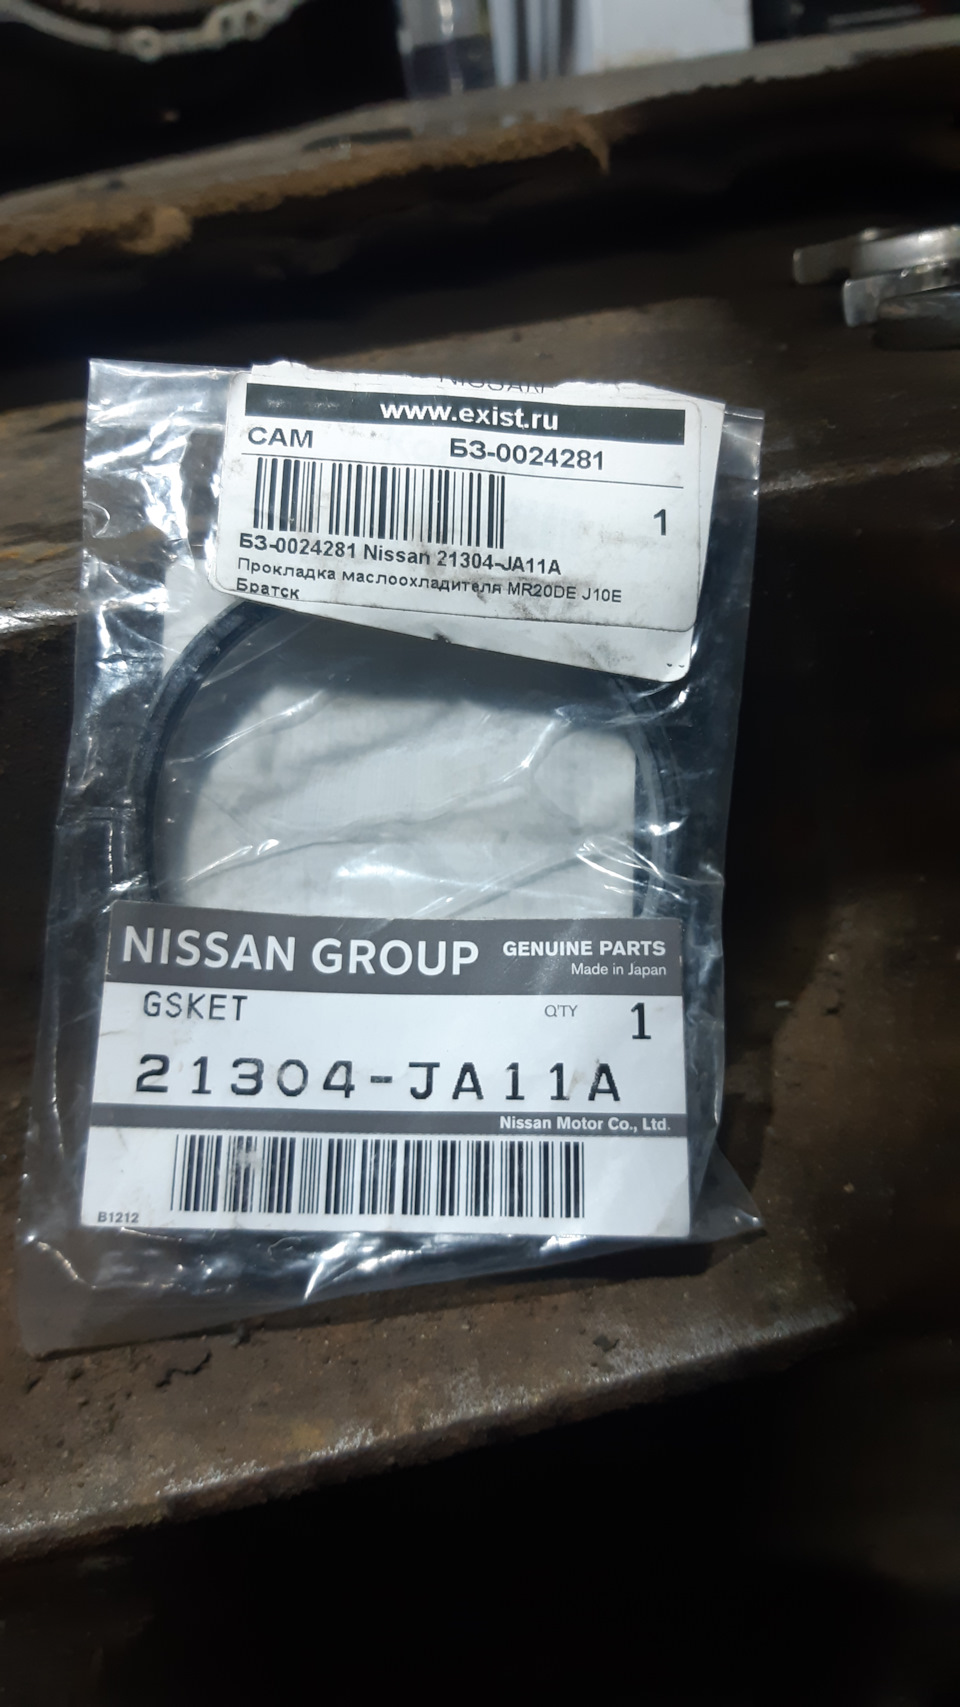 NISSAN
www.exist.ru
САМ БЗ-0024281
1
БЗ-0024281 Nissan 21304-JA11A
Прокладка маслоохладителя MR20DE J10E
Братск
NISSAN GROUP GENUINE PARTS
Made in Japan
GSKET Q'TY 1
21304-JA11A
Nissan Motor Co., Ltd.
B1212